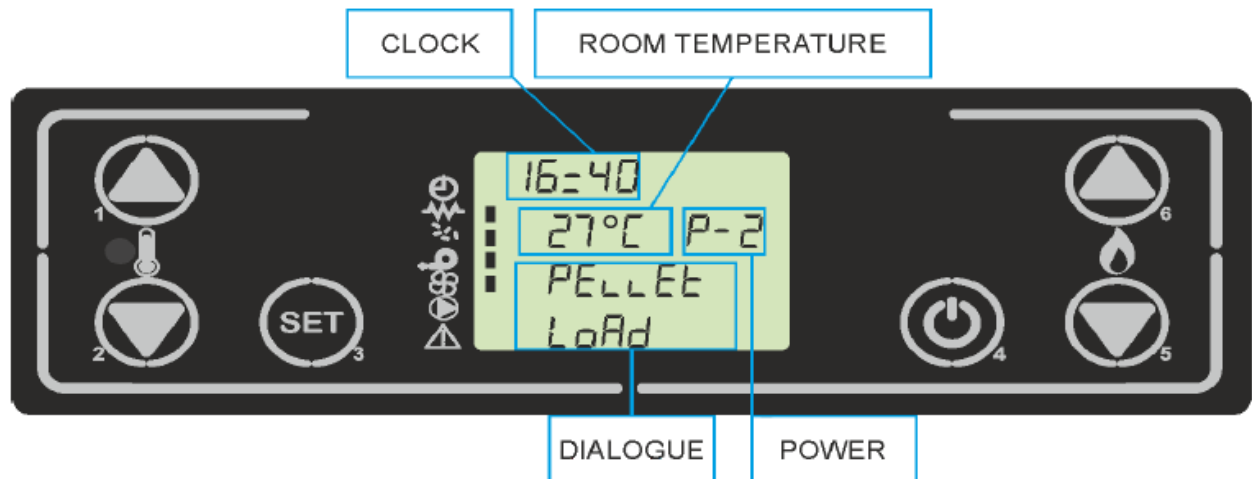 CLOCK
ROOM TEMPERATURE
16:40
27°C P-2
PELLEt
LoAd
1
2
SET
3
4
5
6
DIALOGUE
POWER